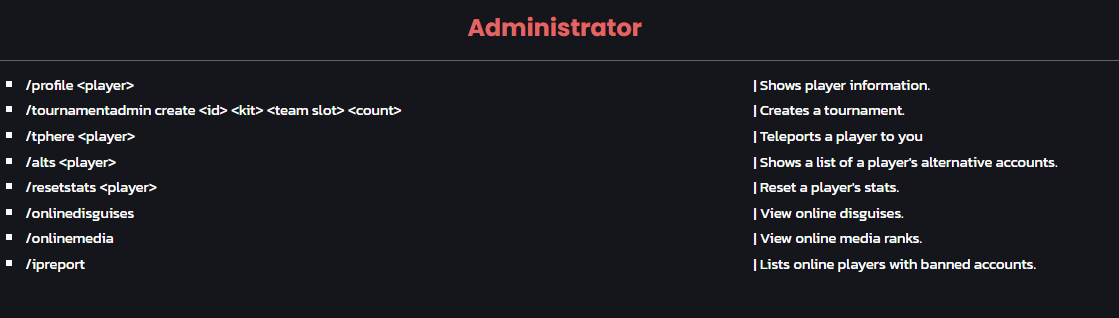 Administrator
/profile <player> | Shows player information.
/tournamentadmin create <id> <kit> <team slot> <count> | Creates a tournament.
/tphere <player> | Teleports a player to you
/alts <player> | Shows a list of a player's alternative accounts.
/resetstats <player> | Reset a player's stats.
/onlinedisguises | View online disguises.
/onlinemedia | View online media ranks.
/ipreport | Lists online players with banned accounts.